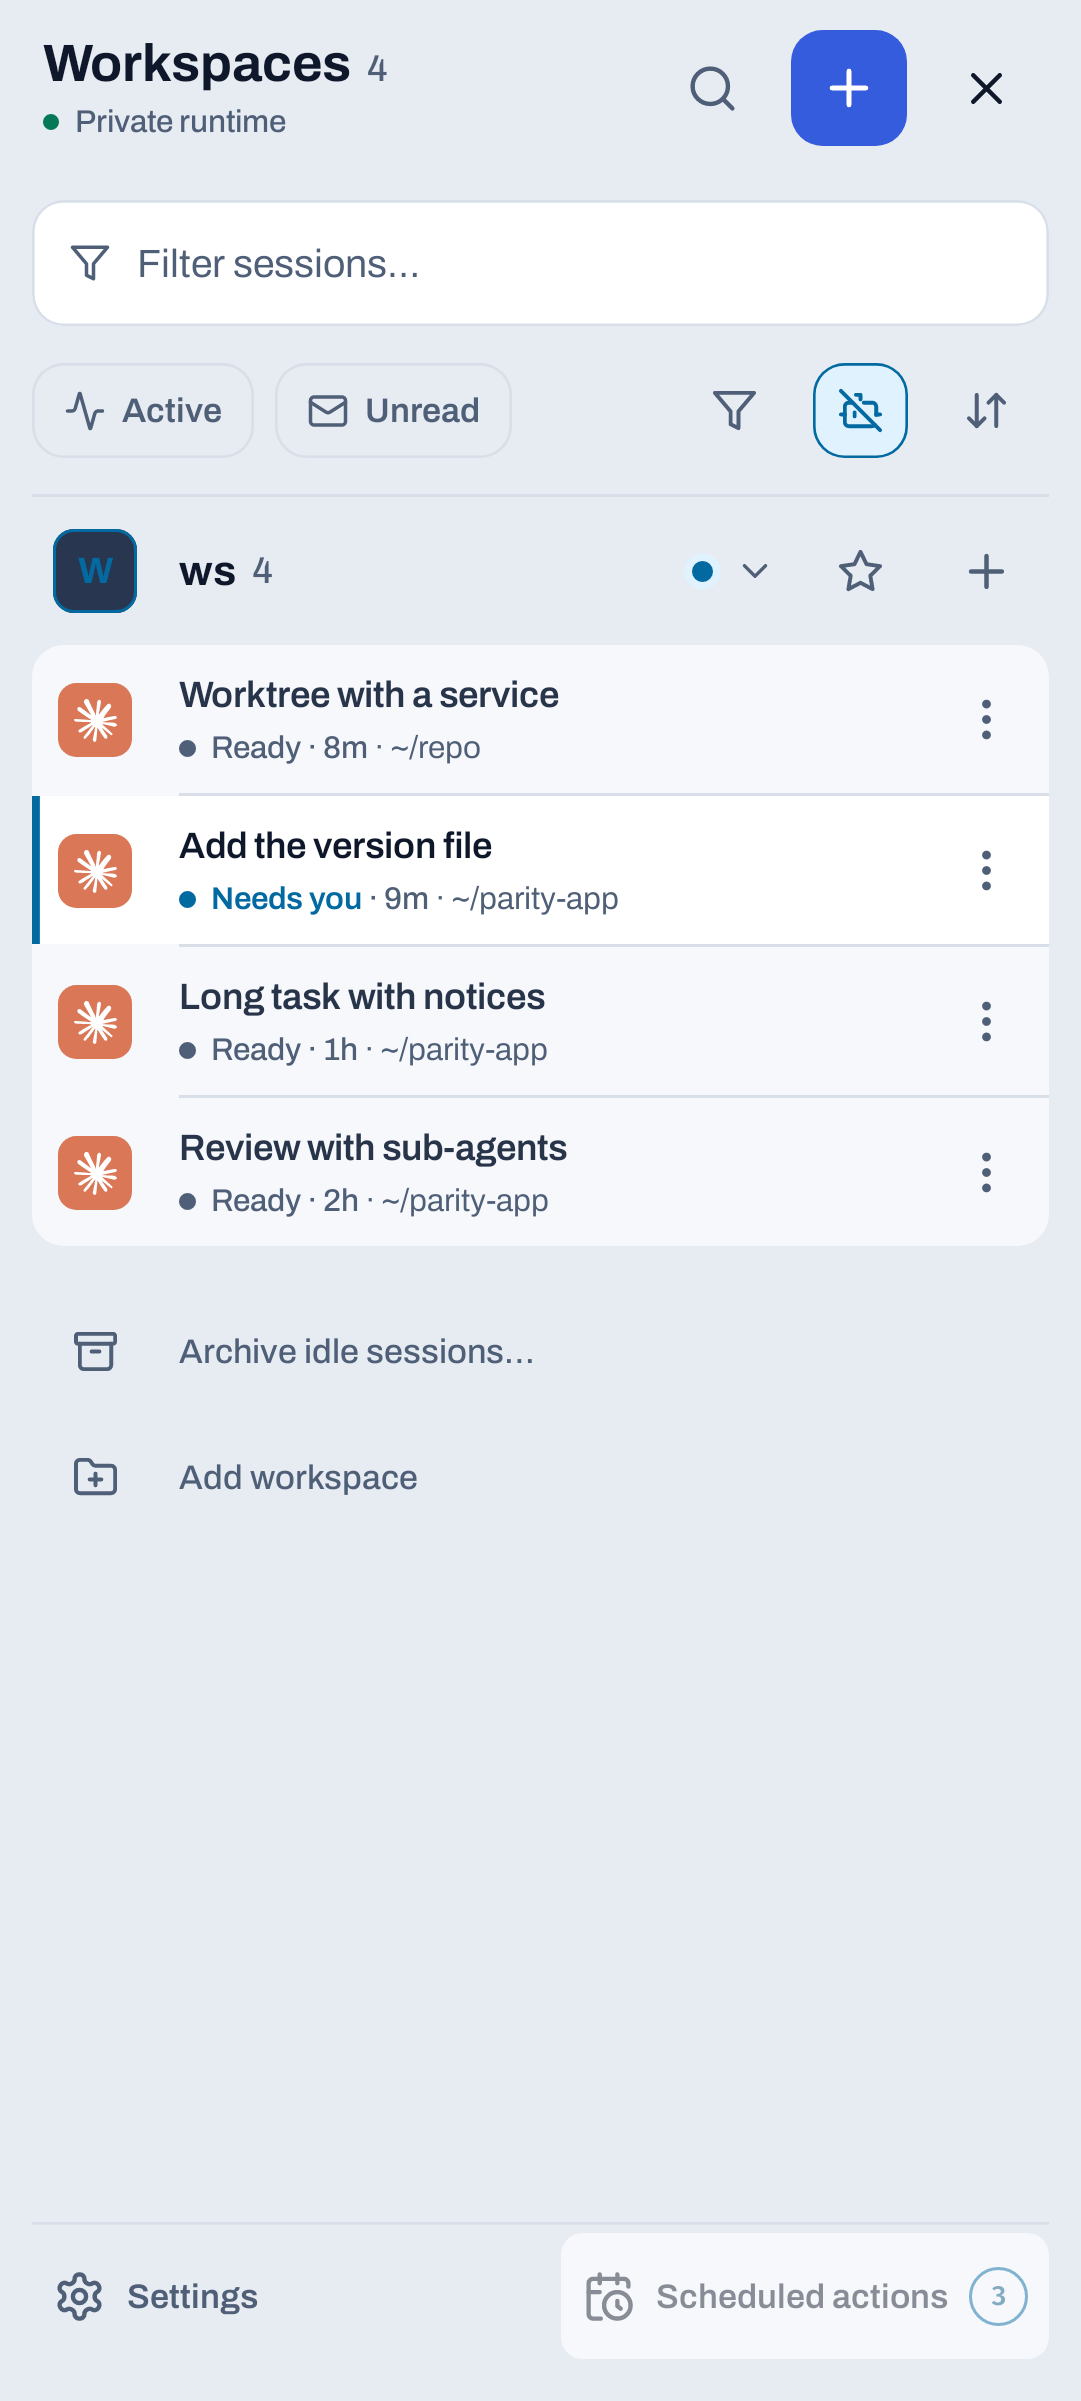 Workspaces 4
Private runtime
Filter sessions...
Active
Unread
W
ws 4
Worktree with a service
Ready · 8m · ~/repo
Add the version file
Needs you · 9m · ~/parity-app
Long task with notices
Ready · 1h · ~/parity-app
Review with sub-agents
Ready · 2h · ~/parity-app
Archive idle sessions...
Add workspace
Settings
Scheduled actions 3